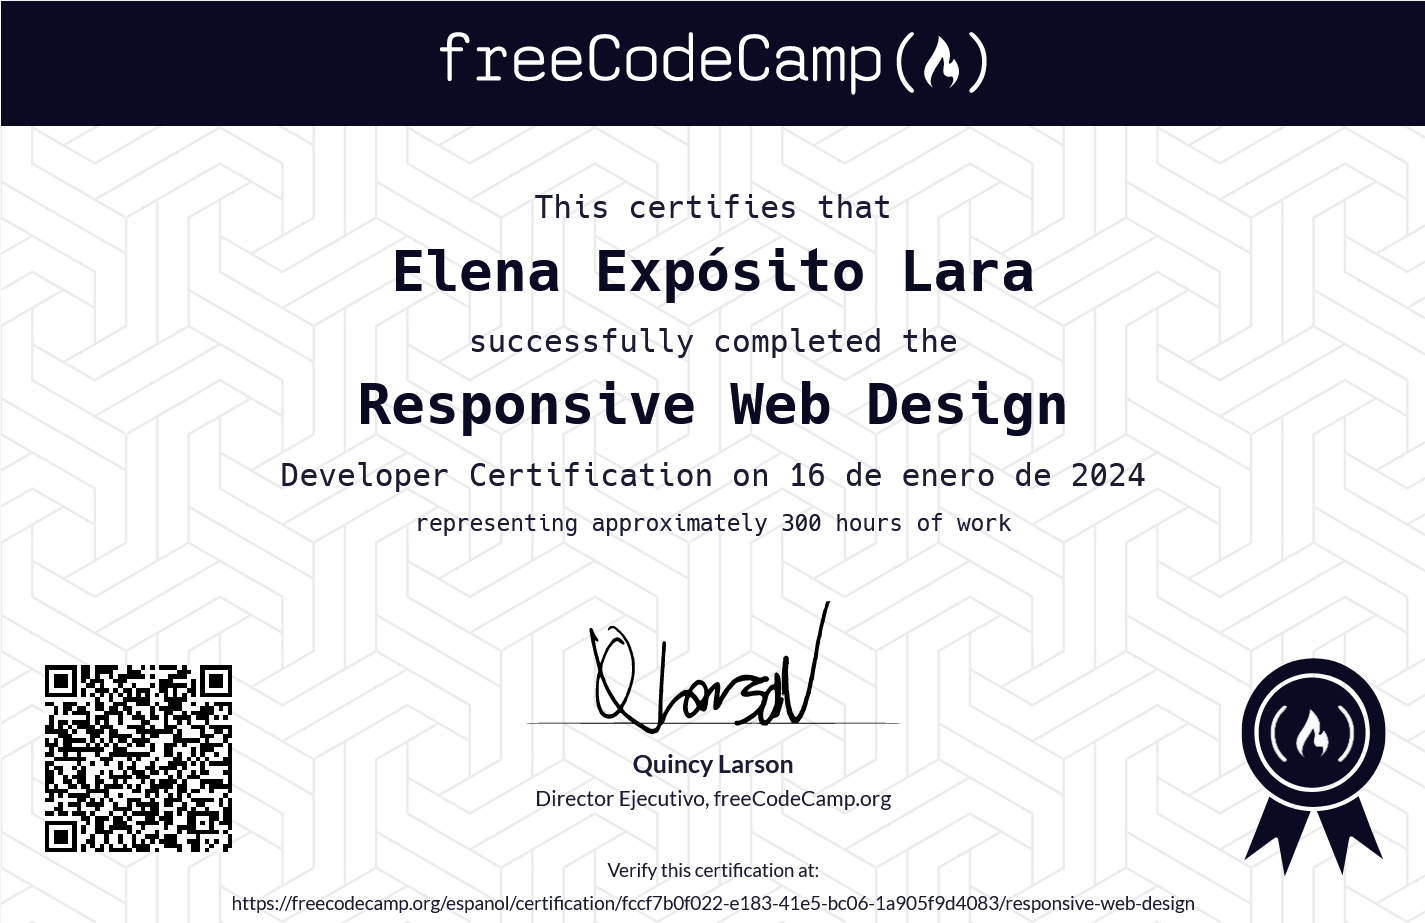 freeCodeCamp
This certifies that
Elena Expósito Lara
successfully completed the
Responsive Web Design
Developer Certification on 16 de enero de 2024
representing approximately 300 hours of work
Quincy Larson
Director Ejecutivo, freeCodeCamp.org
Verify this certification at:
https://freecodecamp.org/espanol/certification/fccf7b0f022-e183-41e5-bc06-1a905f9d4083/responsive-web-design